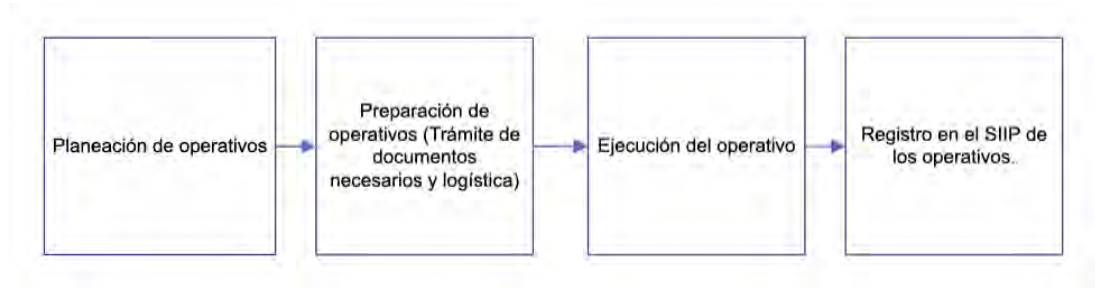 Planeación de operativos
Preparación de
operativos (Trámite de
documentos
necesarios y logística)
Ejecución del operativo
Registro en el SIIP de
los operativos.